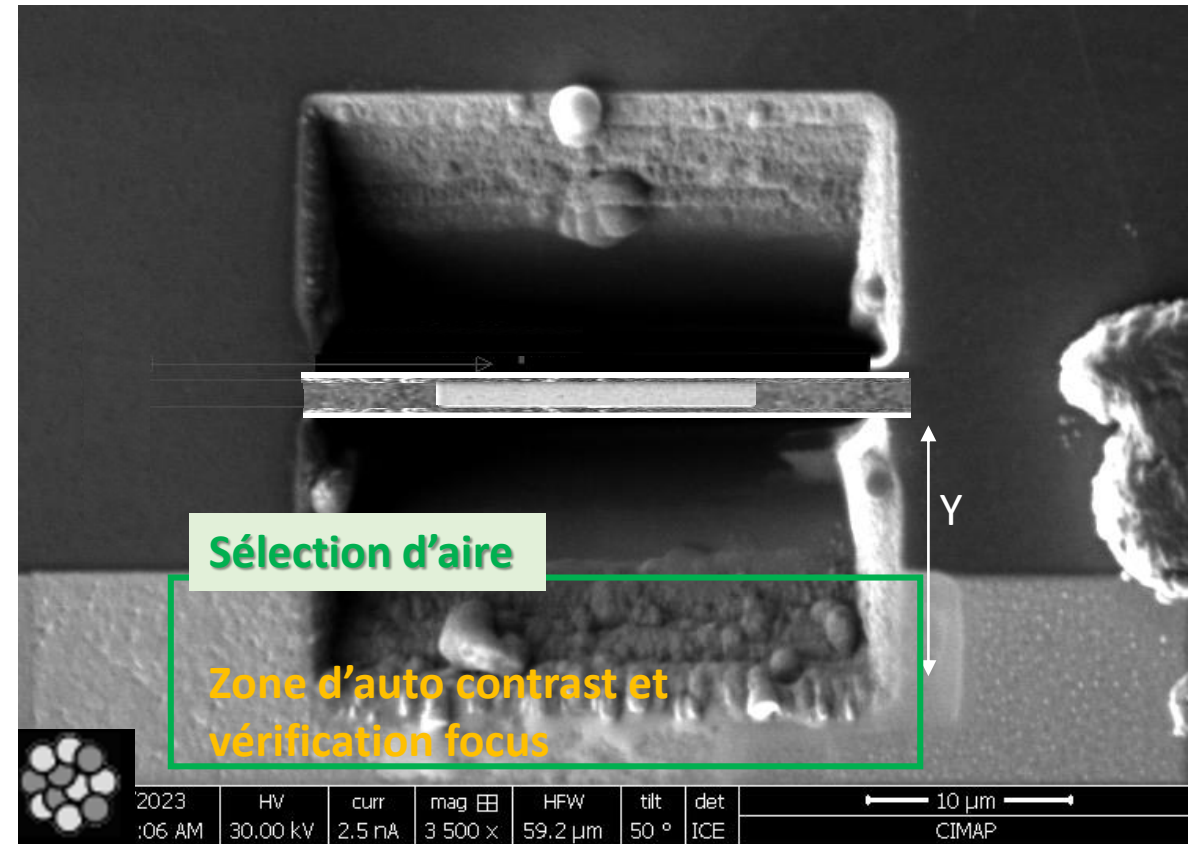 Y
Sélection d'aire
Zone d'auto contrast et
vérification focus
/2023 HV curr mag HFW tilt det 10 µm
:06 AM 30.00 kV 2.5 nA 3 500 x 59.2 µm 50 ° ICE CIMAP